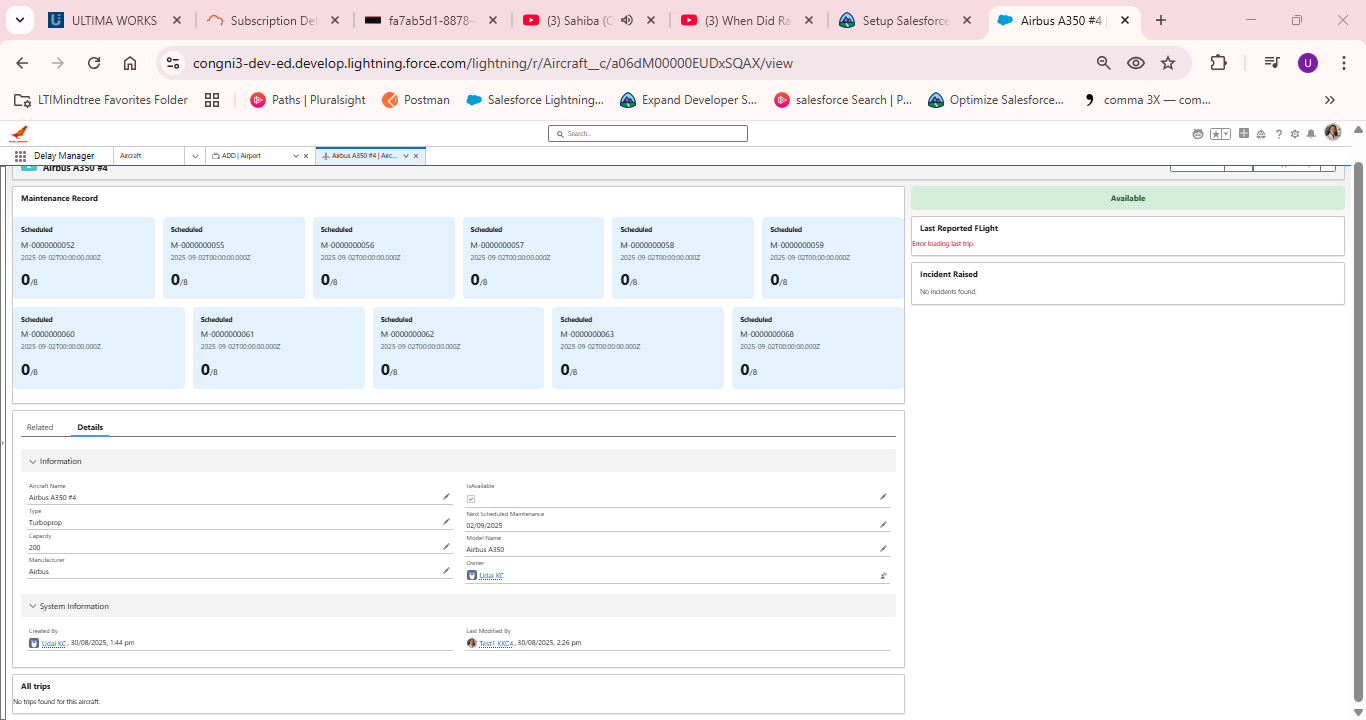 ULTIMA WORKS
Subscription De
fa7ab5d1-8878-
(3) Sahiba (
(3) When Did Ra
Setup Salesforce
Airbus A350 #4 |
congni3-dev-ed.develop.lightning.force.com/lightning/r/Aircraft__c/a06dM00000EUDxSQAX/view
U
LTIMindtree Favorites Folder
Paths | Pluralsight
Postman
Salesforce Lightning...
Expand Developer S...
salesforce Search | P...
Optimize Salesforce...
comma 3X — com...
Search...
Delay Manager
Aircraft
ADD | Airport
Airbus A350 #4 | Airc...
Airbus A350 #4
Maintenance Record
Scheduled
M-0000000052
2025-09-02T00:00:00.000Z
0/8
Scheduled
M-0000000055
2025-09-02T00:00:00.000Z
0/8
Scheduled
M-0000000056
2025-09-02T00:00:00.000Z
0/8
Scheduled
M-0000000057
2025-09-02T00:00:00.000Z
0/8
Scheduled
M-0000000058
2025-09-02T00:00:00.000Z
0/8
Scheduled
M-0000000059
2025-09-02T00:00:00.000Z
0/8
Scheduled
M-0000000060
2025-09-02T00:00:00.000Z
0/8
Scheduled
M-0000000061
2025-09-02T00:00:00.000Z
0/8
Scheduled
M-0000000062
2025-09-02T00:00:00.000Z
0/8
Scheduled
M-0000000063
2025-09-02T00:00:00.000Z
0/8
Scheduled
M-0000000068
2025-09-02T00:00:00.000Z
0/8
Available
Last Reported FLight
Error loading last trip.
Incident Raised
No incidents found.
Related
Details
Information
Aircraft Name
Airbus A350 #4
IsAvailable
Type
Turboprop
Next Scheduled Maintenance
02/09/2025
Capacity
200
Model Name
Airbus A350
Manufacturer
Airbus
Owner
Udai KC
System Information
Created By
Udai KC, 30/08/2025, 1:44 pm
Last Modified By
Test1 KKC4, 30/08/2025, 2:26 pm
All trips
No trips found for this aircraft.